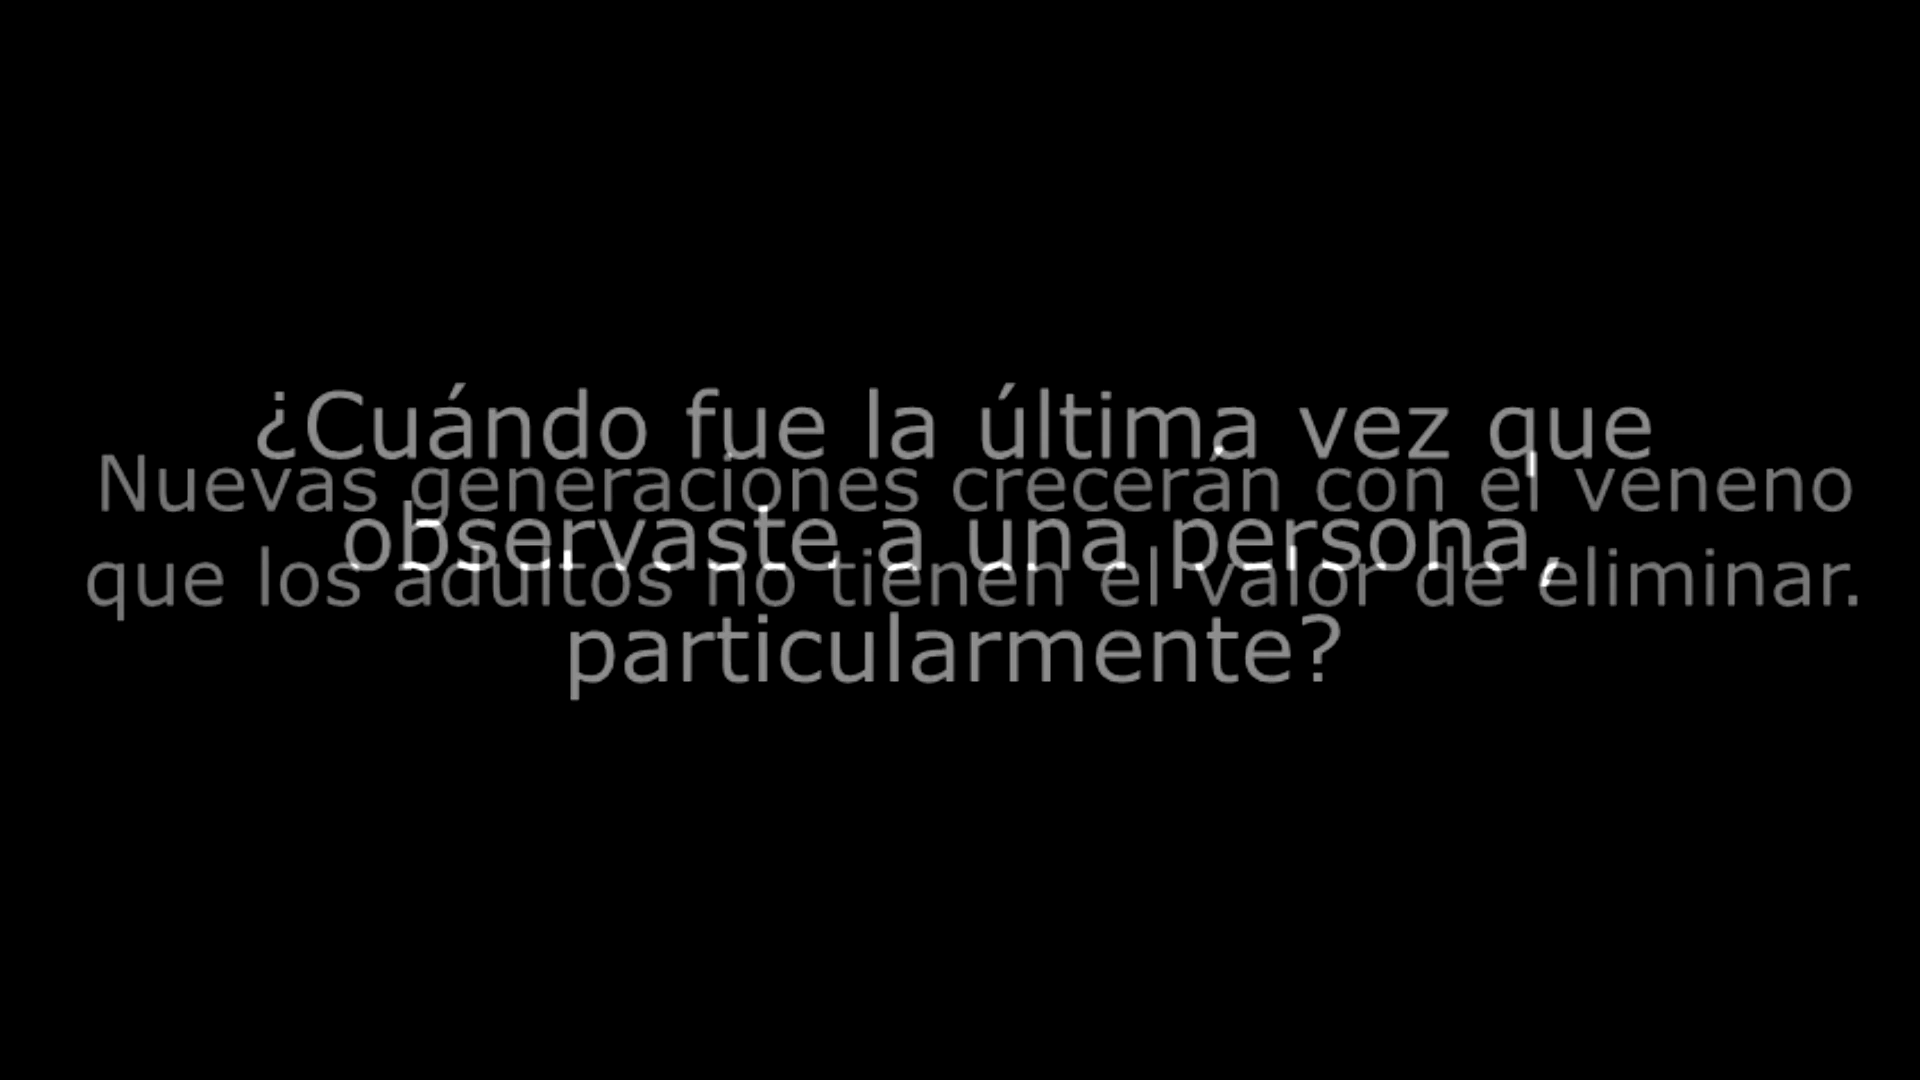 ¿Cuándo fue la última vez que
observaste a una persona,
particularmente?
Nuevas generaciones crecerán con el veneno
que los adultos no tienen el valor de eliminar.